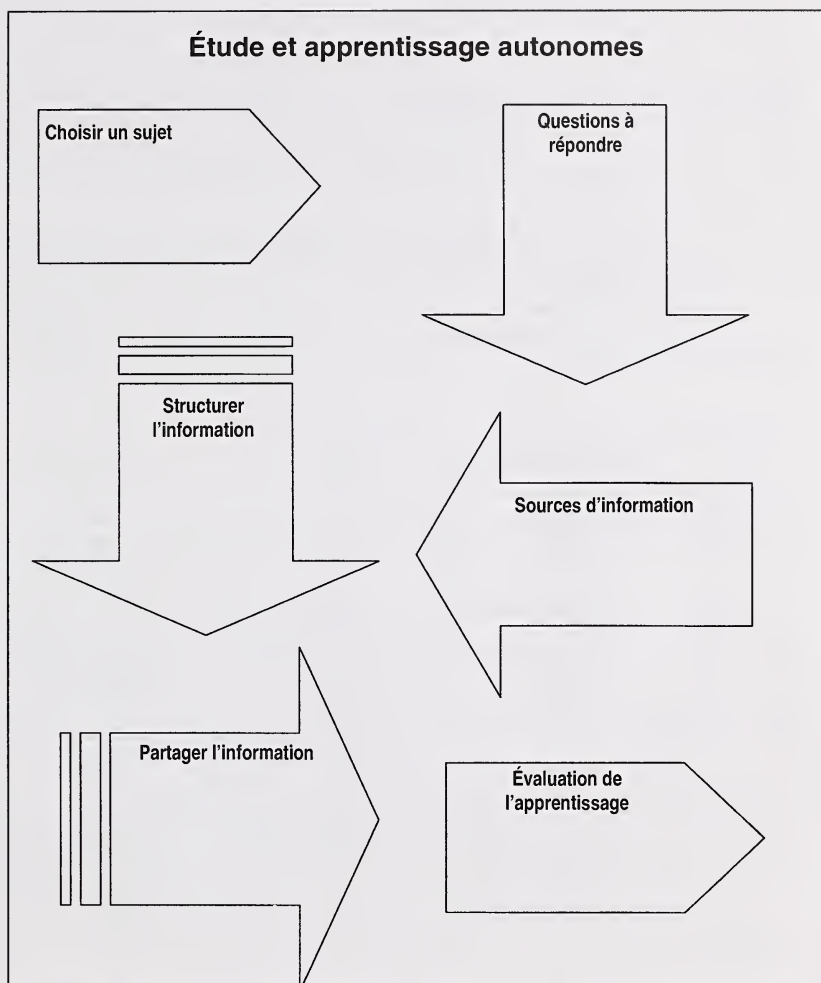 Étude et apprentissage autonomes
Choisir un sujet
Questions à
répondre
Structurer
l'information
Sources d'information
Partager l'information
Évaluation de
l'apprentissage